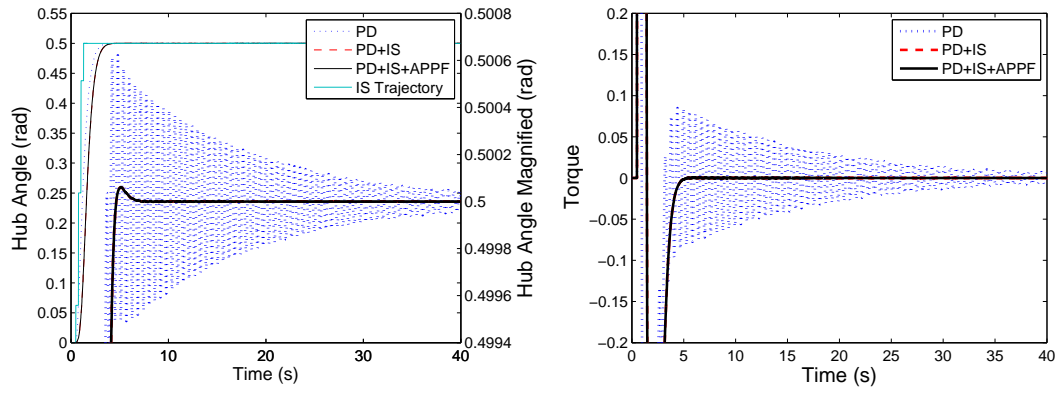 0.55
0.5
0.45
0.4
0.35
0.3
0.25
0.2
0.15
0.1
0.05
0
Hub Angle (rad)
0 10 20 30 40
Time (s)
0.5008
0.5006
0.5004
0.5002
0.5
0.4998
0.4996
0.4994
Hub Angle Magnified (rad)
PD
PD+IS
PD+IS+APPF
IS Trajectory
0.2
0.15
0.1
0.05
0
−0.05
−0.1
−0.15
−0.2
Torque
0 5 10 15 20 25 30 35 40
Time (s)
PD
PD+IS
PD+IS+APPF